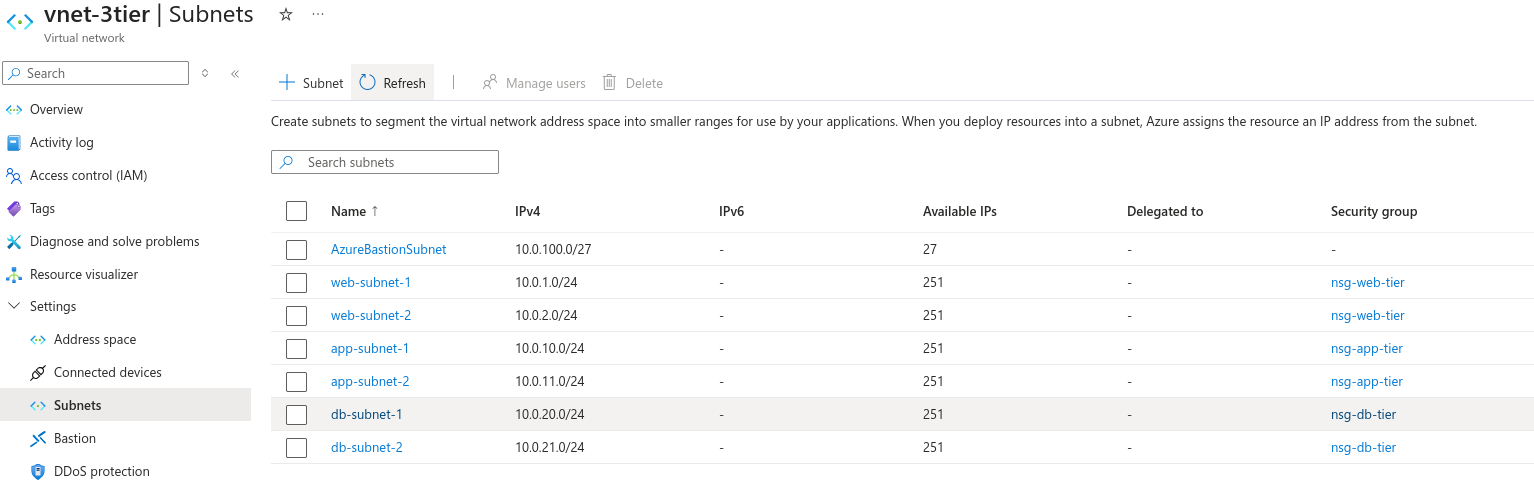 vnet-3tier | Subnets ☆ ···
Virtual network
Search
+ Subnet Refresh | Manage users Delete
Create subnets to segment the virtual network address space into smaller ranges for use by your applications. When you deploy resources into a subnet, Azure assigns the resource an IP address from the subnet.
Search subnets
Overview
Activity log
Access control (IAM)
Tags
Diagnose and solve problems
Resource visualizer
Settings
Address space
Connected devices
Subnets
Bastion
DDoS protection
Name ↑ IPv4 IPv6 Available IPs Delegated to Security group
AzureBastionSubnet 10.0.100.0/27 - 27 - -
web-subnet-1 10.0.1.0/24 - 251 - nsg-web-tier
web-subnet-2 10.0.2.0/24 - 251 - nsg-web-tier
app-subnet-1 10.0.10.0/24 - 251 - nsg-app-tier
app-subnet-2 10.0.11.0/24 - 251 - nsg-app-tier
db-subnet-1 10.0.20.0/24 - 251 - nsg-db-tier
db-subnet-2 10.0.21.0/24 - 251 - nsg-db-tier